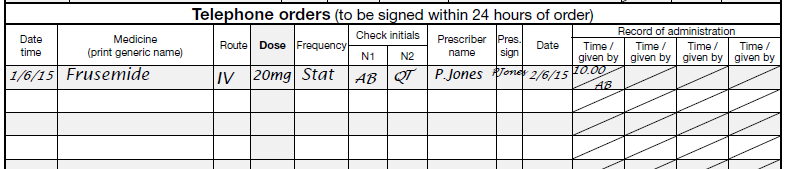 Telephone orders (to be signed within 24 hours of order)
Date time Medicine (print generic name) Route Dose Frequency Check initials N1 N2 Prescriber name Pres. sign Date Record of administration Time / given by Time / given by Time / given by Time / given by
1/6/15 Frusemide IV 20mg Stat AB QT P.Jones PJones 2/6/15 10.00 AB